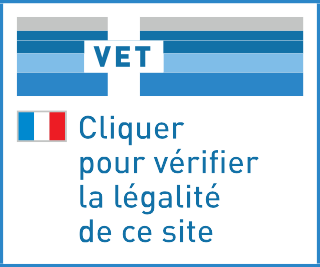 VET
Cliquer
pour vérifier
la légalité
de ce site